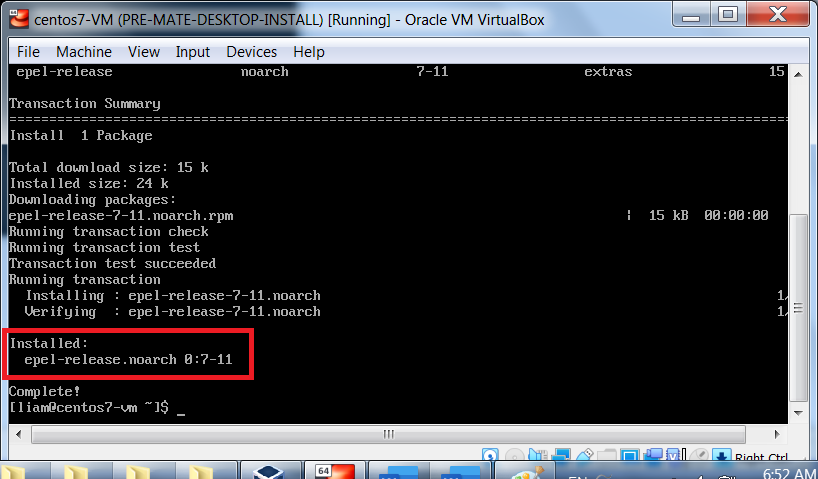 centos7-VM (PRE-MATE-DESKTOP-INSTALL) [Running] - Oracle VM VirtualBox
File Machine View Input Devices Help
epel-release noarch 7-11 extras 15
Transaction Summary
================================================================================
Install 1 Package
Total download size: 15 k
Installed size: 24 k
Downloading packages:
epel-release-7-11.noarch.rpm | 15 kB 00:00:00
Running transaction check
Running transaction test
Transaction test succeeded
Running transaction
Installing : epel-release-7-11.noarch 1/
Verifying : epel-release-7-11.noarch 1/
Installed:
epel-release.noarch 0:7-11
Complete!
[liam@centos7-vm ~]$ _
Right Ctrl
64
EN
6:52 AM